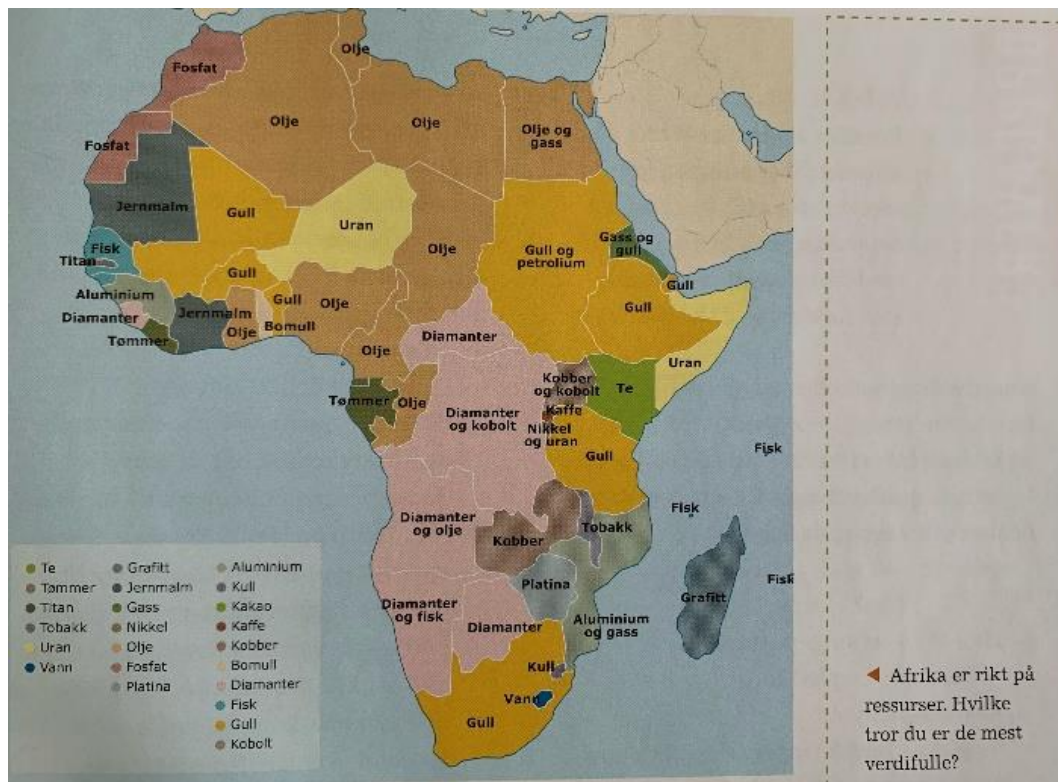 Olje
Fosfat
Olje
Olje
Olje og
gass
Fosfat
Jernmalm
Gull
Uran
Olje
Gull og
petrolium
Gass og
gull
Fisk
Titan
Gull
Gull
Gull
Gull
Aluminium
Jernmalm
Olje
Bomull
Olje
Diamanter
Tømmer
Diamanter
Uran
Olje
Kobber
og kobolt
Te
Tømmer
Olje
Diamanter
og kobolt
Kaffe
Nikkel
og uran
Gull
Fisk
Fisk
Diamanter
og olje
Kobber
Tobakk
Platina
Grafitt
Fisk
Diamanter
og fisk
Diamanter
Aluminium
og gass
Kull
Vann
Gull
Te
Tømmer
Titan
Tobakk
Uran
Vann
Grafitt
Jernmalm
Gass
Nikkel
Olje
Fosfat
Platina
Aluminium
Kull
Kakao
Kaffe
Kobber
Bomull
Diamanter
Fisk
Gull
Kobolt
◄ Afrika er rikt på
ressurser. Hvilke
tror du er de mest
verdifulle?